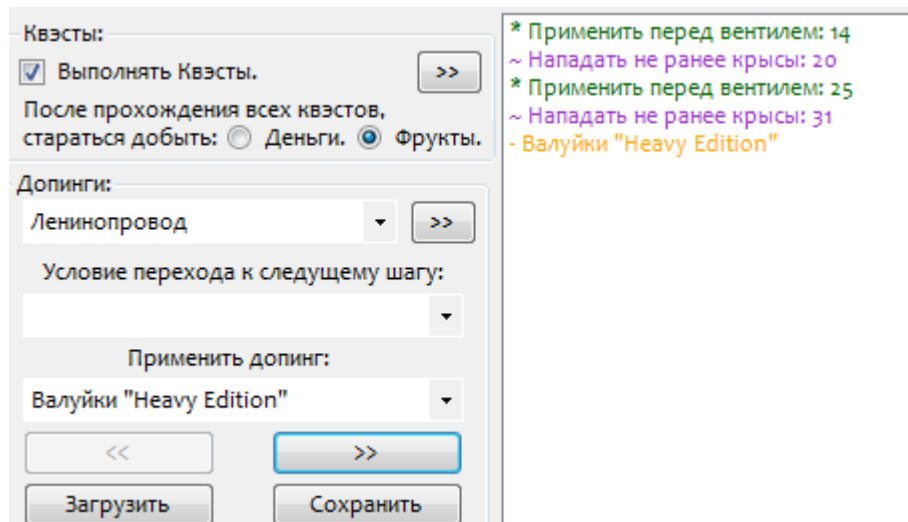 Квэсты:
Выполнять Квэсты.
>>
После прохождения всех квэстов,
стараться добыть: Деньги. Фрукты.
Допинги:
Ленинопровод
>>
Условие перехода к следущему шагу:
Применить допинг:
Валуйки "Heavy Edition"
<< >>
Загрузить Сохранить
* Применить перед вентилем: 14
~ Нападать не ранее крысы: 20
* Применить перед вентилем: 25
~ Нападать не ранее крысы: 31
- Валуйки "Heavy Edition"